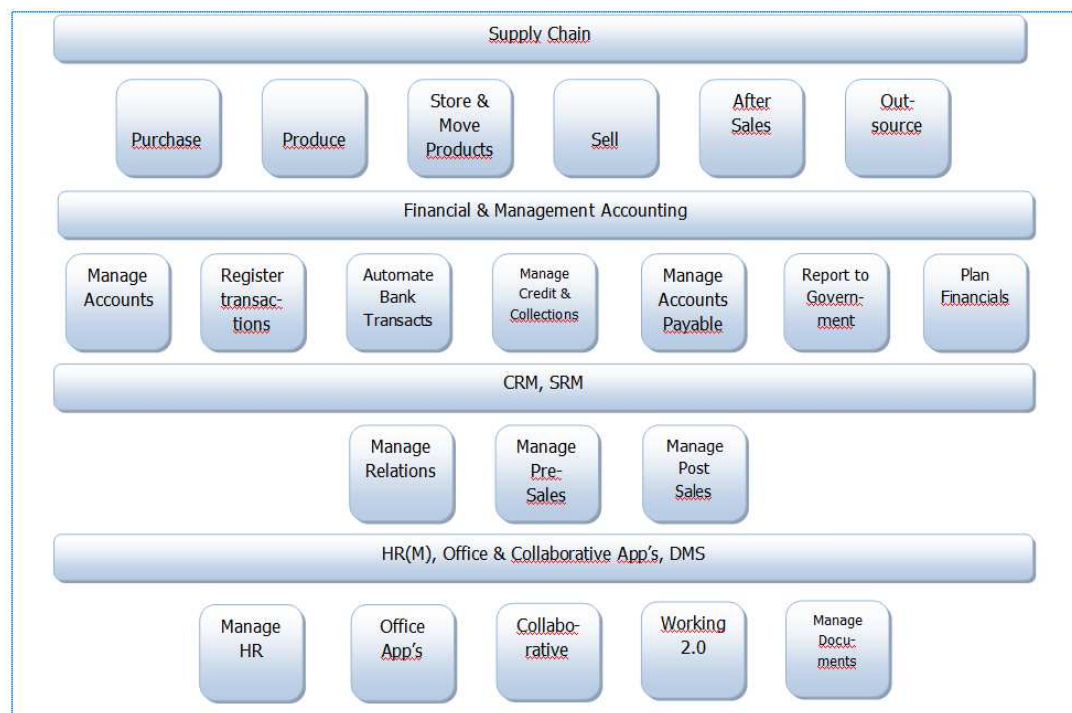 Supply Chain
Purchase
Produce
Store &
Move
Products
Sell
After
Sales
Out-
source
Financial & Management Accounting
Manage
Accounts
Register
transac-
tions
Automate
Bank
Transacts
Manage
Credit &
Collections
Manage
Accounts
Payable
Report to
Govern-
ment
Plan
Financials
CRM, SRM
Manage
Relations
Manage
Pre-
Sales
Manage
Post
Sales
HR(M), Office & Collaborative App's, DMS
Manage
HR
Office
App's
Collabo-
rative
Working
2.0
Manage
Docu-
ments